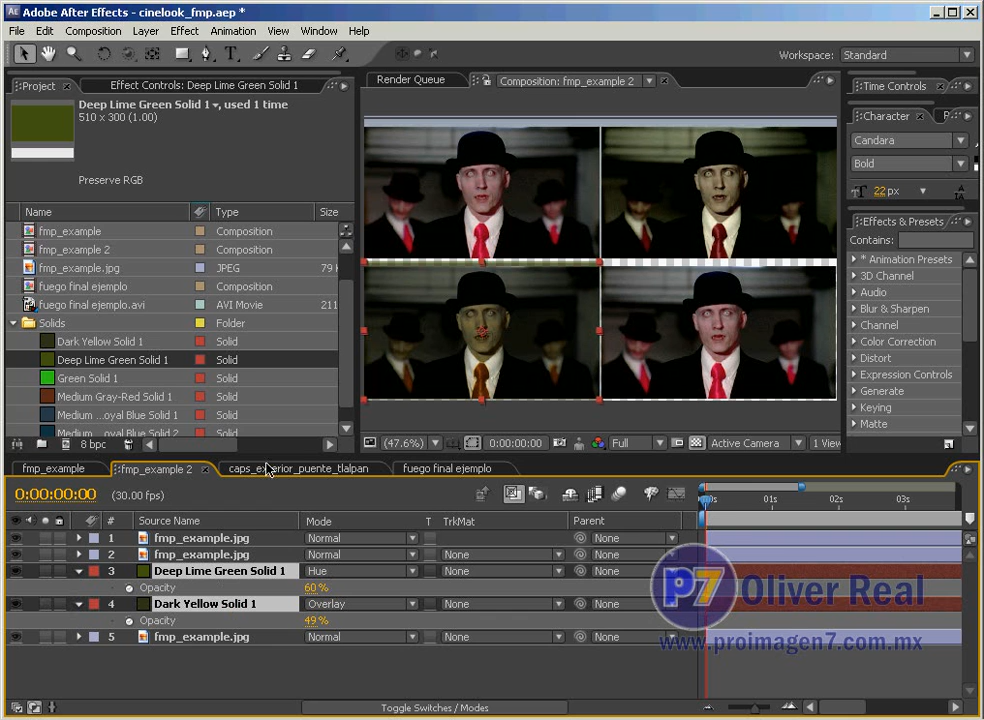 Adobe After Effects - cinelook_fmp.aep *
File Edit Composition Layer Effect Animation View Window Help
Workspace: Standard
Project Effect Controls: Deep Lime Green Solid 1
Render Queue Composition: fmp_example 2
Time Controls
Deep Lime Green Solid 1, used 1 time
510 x 300 (1.00)
Preserve RGB
Name Type Size
fmp_example Composition
fmp_example 2 Composition
fmp_example.jpg JPEG 79
fuego final ejemplo Composition
fuego final ejemplo.avi AVI Movie 211
Solids Folder
Dark Yellow Solid 1 Solid
Deep Lime Green Solid 1 Solid
Green Solid 1 Solid
Medium Gray-Red Solid 1 Solid
Medium ...oyal Blue Solid 1 Solid
Medium ...oyal Blue Solid 2 Solid
8 bpc
(47.6%) 0:00:00:00 Full Active Camera 1 View
Character
Candara
Bold
22 px
Effects & Presets
Contains:
* Animation Presets
3D Channel
Audio
Blur & Sharpen
Channel
Color Correction
Distort
Expression Controls
Generate
Keying
Matte
fmp_example fmp_example 2 caps_exterior_puente_tlalpan fuego final ejemplo
0:00:00:00 (30.00 fps)
01s 02s 03s
# Source Name Mode T TrkMat Parent
1 fmp_example.jpg Normal None
2 fmp_example.jpg Normal None None
3 Deep Lime Green Solid 1 Hue None None
Opacity 60%
4 Dark Yellow Solid 1 Overlay None None
Opacity 49%
5 fmp_example.jpg Normal None None
p7 Oliver Real
www.proimagen7.com.mx
Toggle Switches / Modes